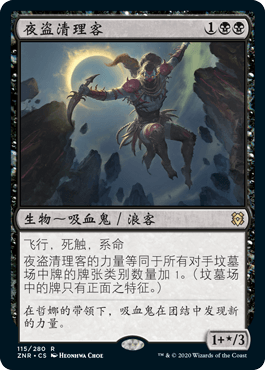 夜盗清理客 1
生物～吸血鬼／浪客
飞行，死触，系命
夜盗清理客的力量等同于所有对手坟墓
场中牌的牌张类别数量加 1。（坟墓场
中的牌只有正面之特征。）
在哲娜的带领下，吸血鬼在团结中发现新
的力量。
1+*/3
115/280 R
ZNR • CS HEONHWA CHOE
™ & © 2020 Wizards of the Coast